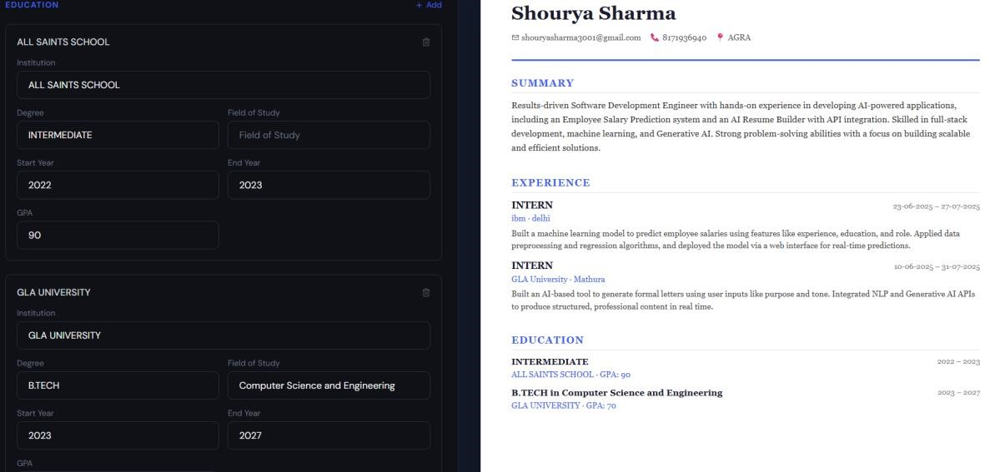 EDUCATION
+ Add
ALL SAINTS SCHOOL
Institution
ALL SAINTS SCHOOL
Degree
Field of Study
INTERMEDIATE
Field of Study
Start Year
End Year
2022
2023
GPA
90
GLA UNIVERSITY
Institution
GLA UNIVERSITY
Degree
Field of Study
B.TECH
Computer Science and Engineering
Start Year
End Year
2023
2027
GPA
Shourya Sharma
shouryasharma3001@gmail.com 8171936940 AGRA
SUMMARY
Results-driven Software Development Engineer with hands-on experience in developing AI-powered applications,
including an Employee Salary Prediction system and an AI Resume Builder with API integration. Skilled in full-stack
development, machine learning, and Generative AI. Strong problem-solving abilities with a focus on building scalable
and efficient solutions.
EXPERIENCE
INTERN 23-06-2025 – 27-07-2025
ibm · delhi
Built a machine learning model to predict employee salaries using features like experience, education, and role. Applied data
preprocessing and regression algorithms, and deployed the model via a web interface for real-time predictions.
INTERN 10-06-2025 – 31-07-2025
GLA University · Mathura
Built an AI-based tool to generate formal letters using user inputs like purpose and tone. Integrated NLP and Generative AI APIs
to produce structured, professional content in real time.
EDUCATION
INTERMEDIATE 2022 – 2023
ALL SAINTS SCHOOL · GPA: 90
B.TECH in Computer Science and Engineering 2023 – 2027
GLA UNIVERSITY · GPA: 70